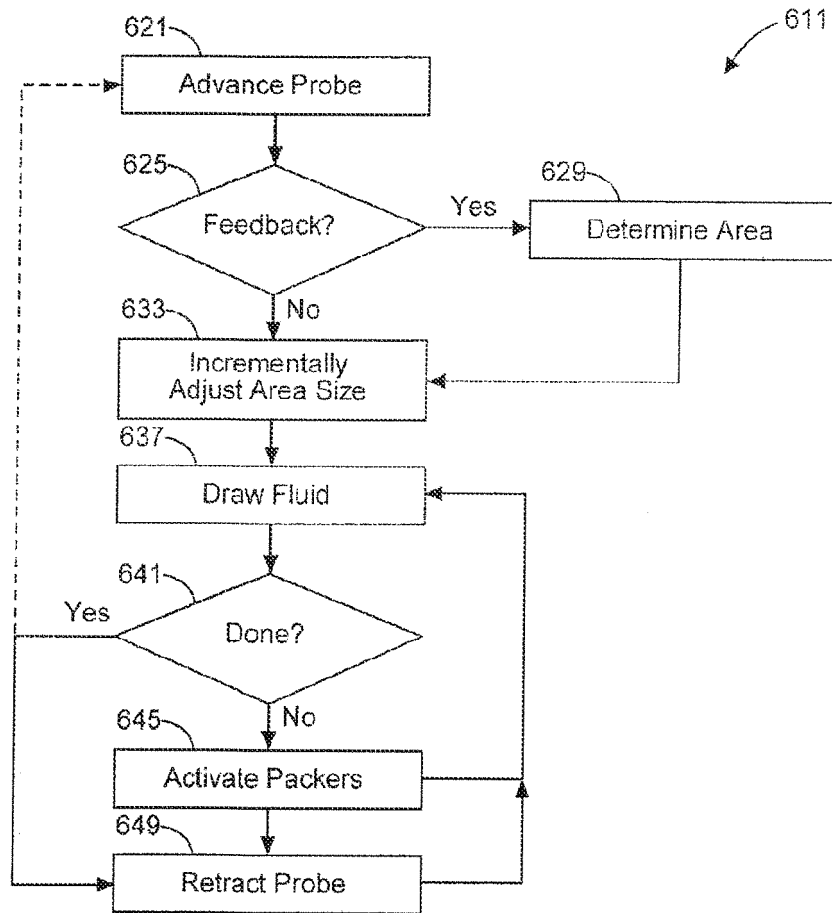 611
621
Advance Probe
625
Feedback?
Yes
629
Determine Area
No
633
Incrementally
Adjust Area Size
637
Draw Fluid
641
Yes
Done?
No
645
Activate Packers
649
Retract Probe